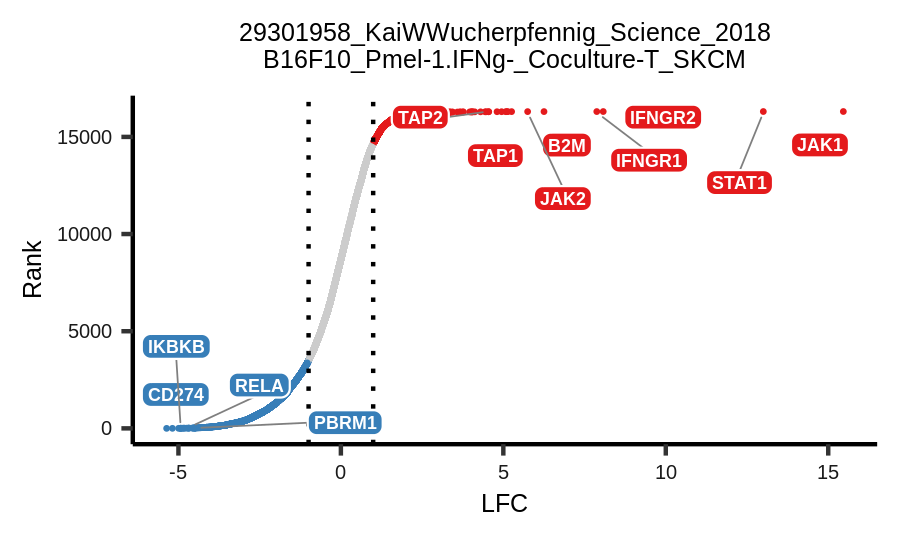 29301958_KaiWWucherpfennig_Science_2018
B16F10_Pmel-1.IFNg-_Coculture-T_SKCM
Rank
15000
10000
5000
0
TAP2
IFNGR2
TAP1
B2M
IFNGR1
JAK1
JAK2
STAT1
IKBKB
CD274
RELA
PBRM1
-5
0
5
10
15
LFC